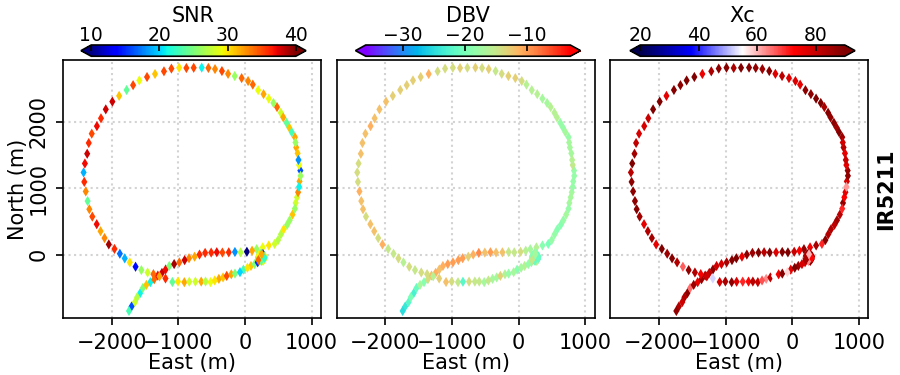 SNR DBV Xc
10 20 30 40 −30 −20 −10 20 40 60 80
2000
1000
0
North (m)
IR5211
−2000 −1000 0 1000 −2000 −1000 0 1000 −2000 −1000 0 1000
East (m) East (m) East (m)